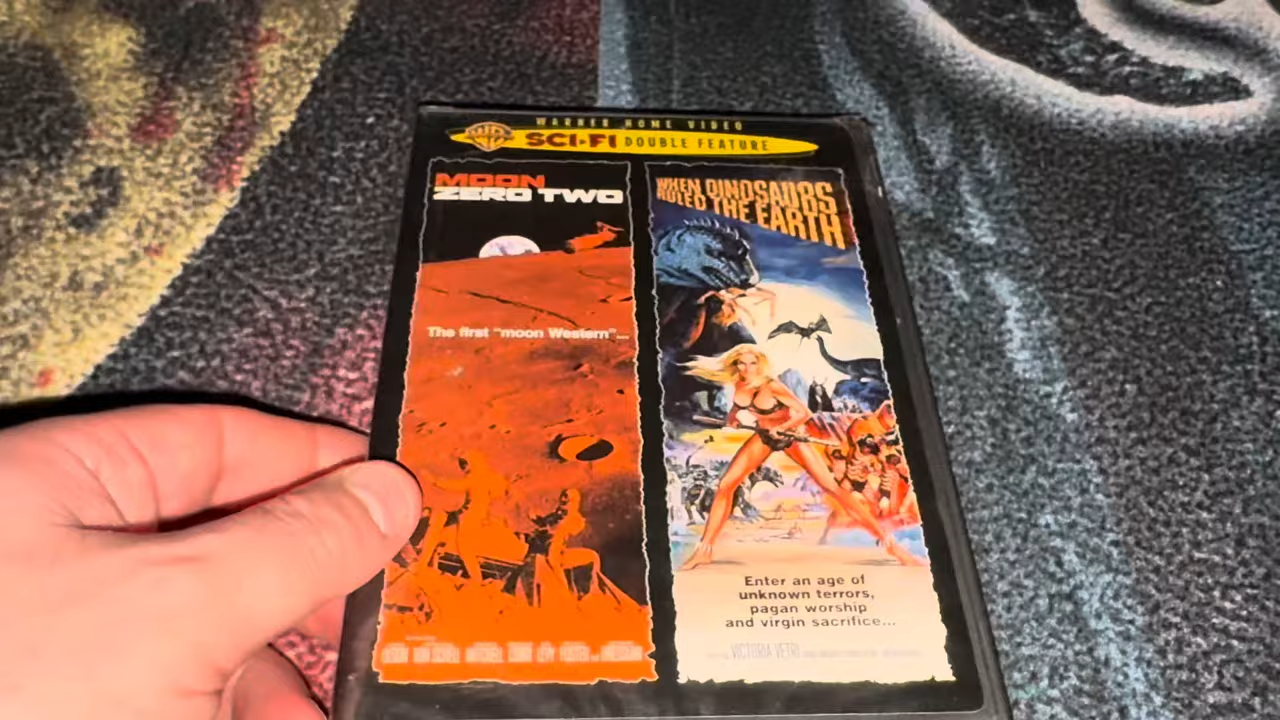 WARNER HOME VIDEO
WB
SCI-FI DOUBLE FEATURE
MOON
ZERO TWO
The first "moon Western"...
WHEN DINOSAURS
RULED THE EARTH
Enter an age of
unknown terrors,
pagan worship
and virgin sacrifice...
VICTORIA VETRI